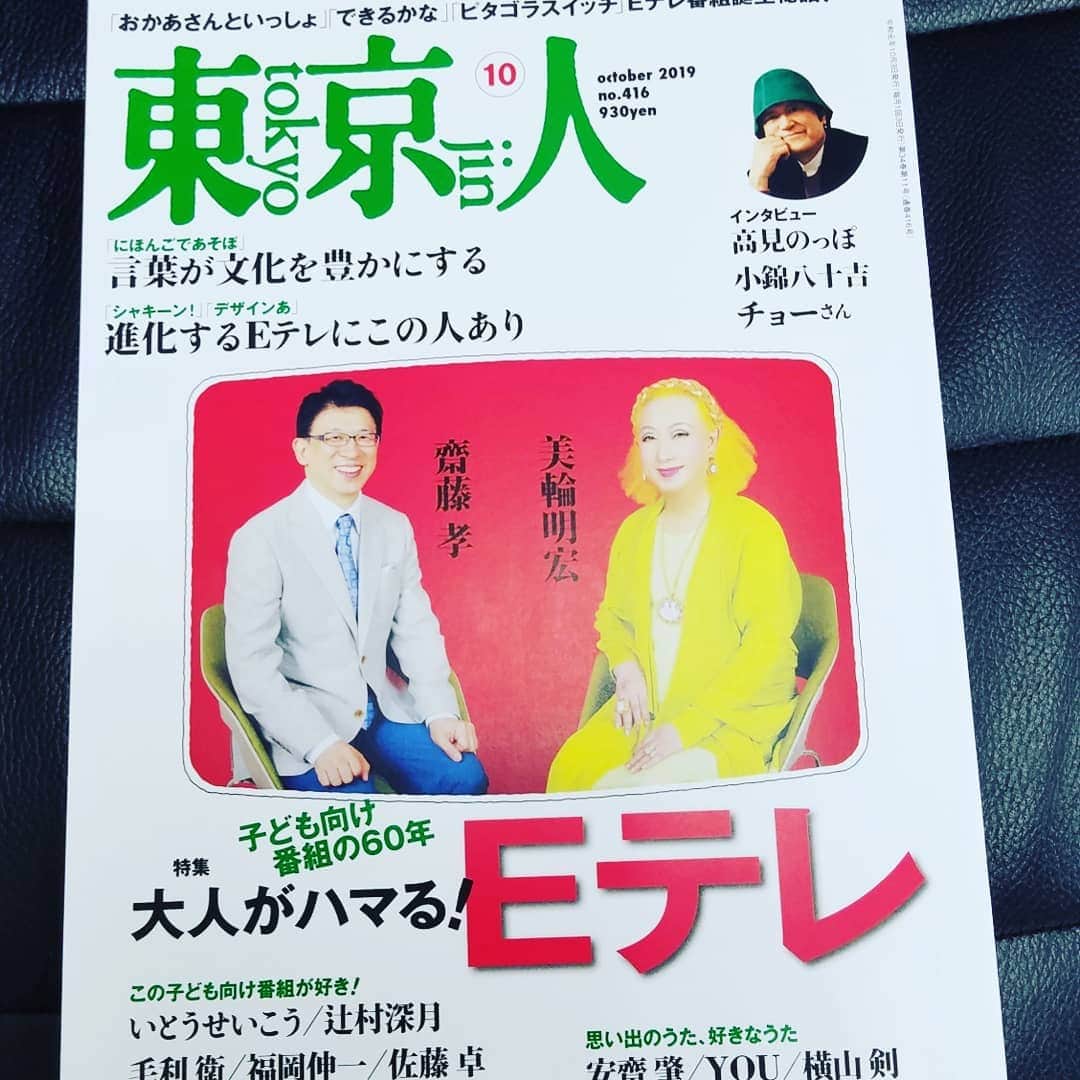 「おかあさんといっしょ」「できるかな」「ピタゴラスイッチ」Eテレ番組誕生秘話
東京人
tokyo jin
10
october 2019
no.416
930yen
インタビュー
高見のっぽ
小錦八十吉
チョーさん
「にほんごであそぼ」
言葉が文化を豊かにする
「シャキーン!」「デザインあ」
進化するEテレにこの人あり
齋藤 孝
美輪明宏
子ども向け
番組の60年
特集
大人がハマる!
Eテレ
この子ども向け番組が好き!
いとうせいこう/辻村深月
毛利 衛/福岡伸一/佐藤 卓
思い出のうた、好きなうた
安齋 肇/YOU/横山 剣